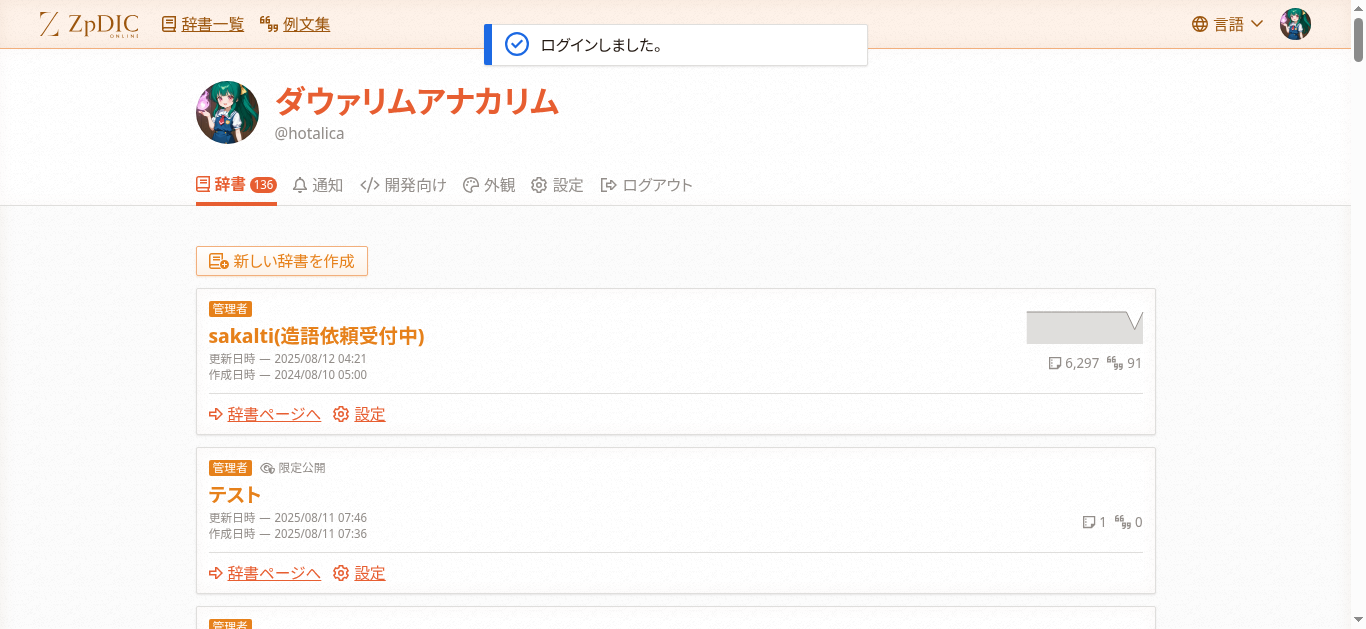 ZpDIC ONLINE 辞書一覧 例文集 言語
ログインしました。
ダウァリムアナカリム
@hotalica
辞書 136 通知 開発向け 外観 設定 ログアウト
新しい辞書を作成
管理者
sakalti(造語依頼受付中)
更新日時 — 2025/08/12 04:21
作成日時 — 2024/08/10 05:00
6,297 91
辞書ページへ 設定
管理者 限定公開
テスト
更新日時 — 2025/08/11 07:46
作成日時 — 2025/08/11 07:36
1 0
辞書ページへ 設定
管理者